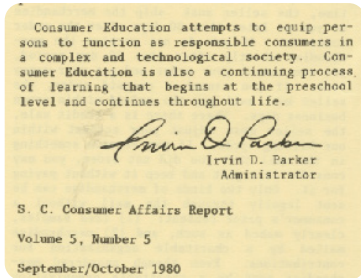 Consumer Education attempts to equip per-
sons to function as responsible consumers in
a complex and technological society. Con-
sumer Education is also a continuing process
of learning that begins at the preschool
level and continues throughout life.
Irvin D. Parker
Irvin D. Parker
Administrator
S. C. Consumer Affairs Report
Volume 5, Number 5
September/October 1980